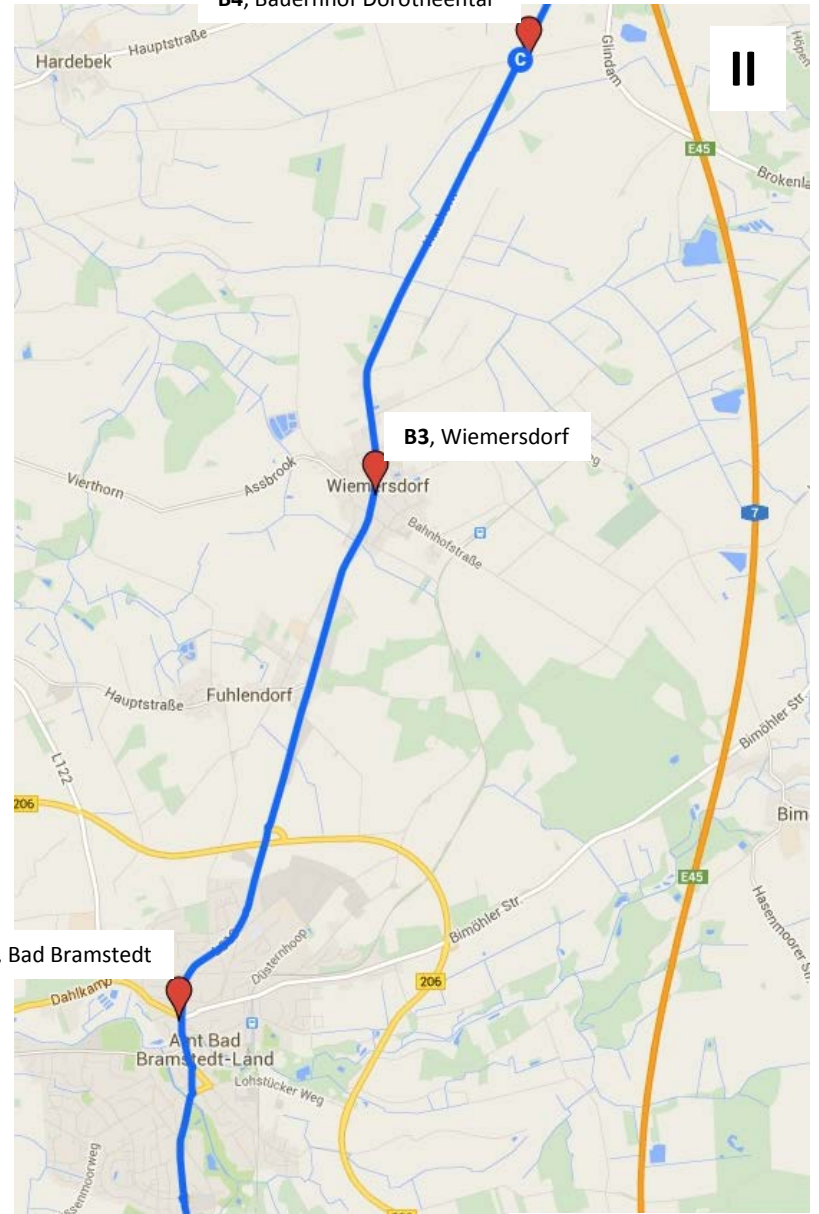 B4, Bauernhof Dorotheental
Hauptstraße
Hardebek
C
Glindam
II
E45
B3, Wiemersdorf
Vierthorn
Assbrook
Wiemersdorf
Bahnhofstraße
7
Hauptstraße
Fuhlendorf
Bimöhler Str.
L122
206
Bim
E45
Hasenmoorer Str.
Bimöhler Str.
Düsternhoop
, Bad Bramstedt
206
Dahlkamp
Amt Bad
Bramstedt-Land
Lohstücker Weg